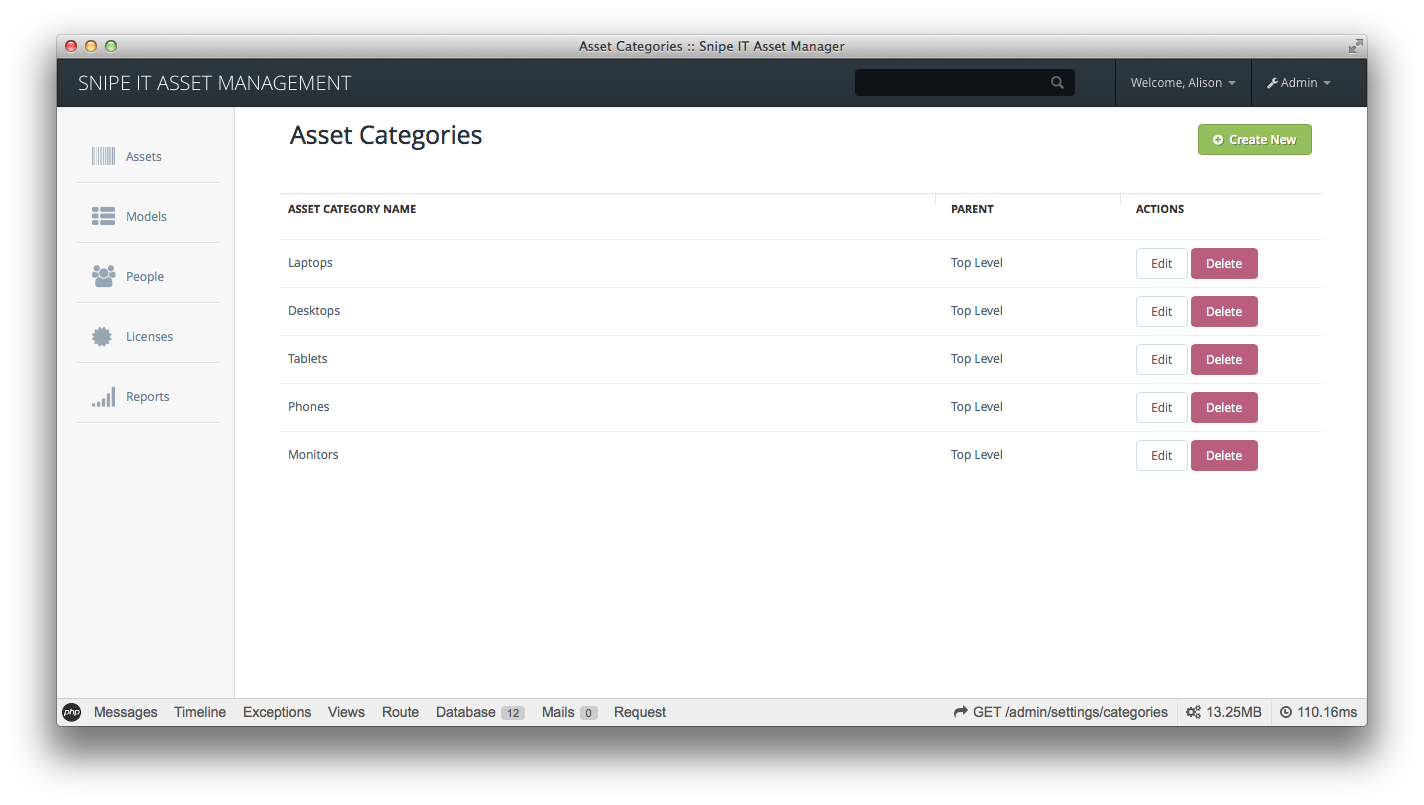 Asset Categories :: Snipe IT Asset Manager
SNIPE IT ASSET MANAGEMENT Welcome, Alison Admin
Assets
Models
People
Licenses
Reports
Asset Categories Create New
ASSET CATEGORY NAME PARENT ACTIONS
Laptops Top Level Edit Delete
Desktops Top Level Edit Delete
Tablets Top Level Edit Delete
Phones Top Level Edit Delete
Monitors Top Level Edit Delete
php Messages Timeline Exceptions Views Route Database 12 Mails 0 Request GET /admin/settings/categories 13.25MB 110.16ms